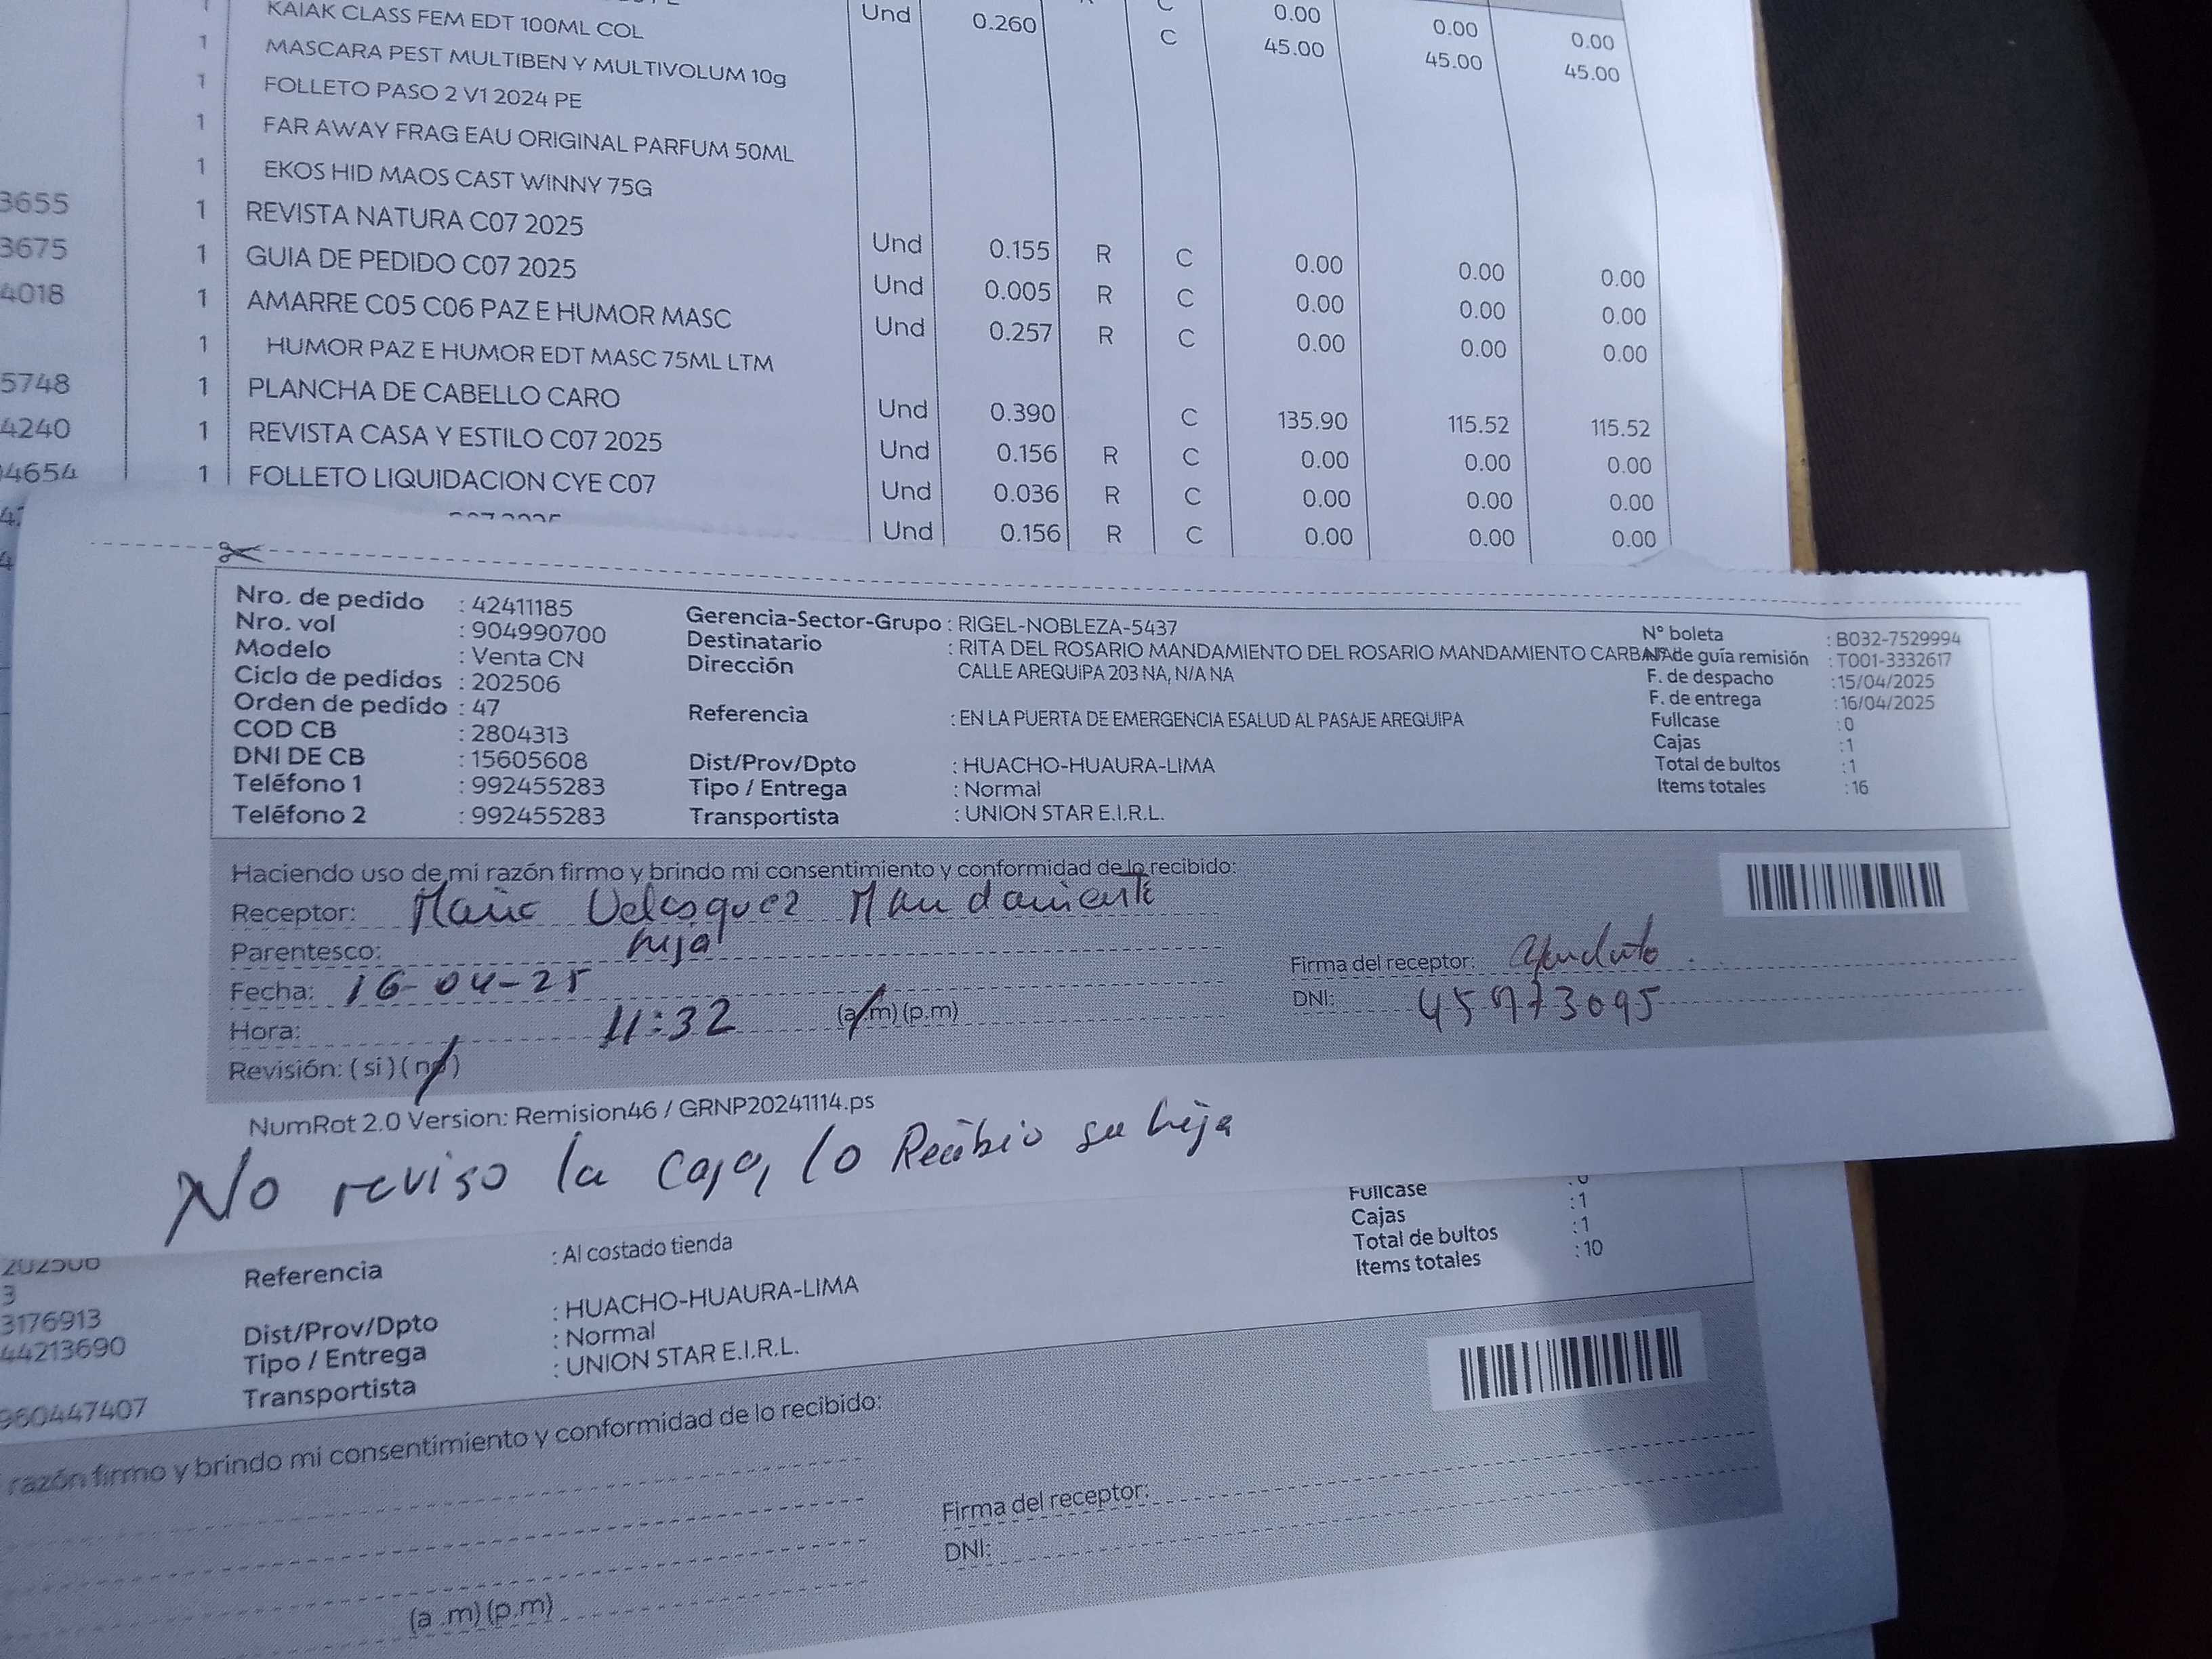 KAIAK CLASS FEM EDT 100ML COL Und 0.260 C 0.00 0.00 0.00
1 MASCARA PEST MULTIBEN Y MULTIVOLUM 10g C 45.00 45.00 45.00
1 FOLLETO PASO 2 V1 2024 PE
1 FAR AWAY FRAG EAU ORIGINAL PARFUM 50ML
1 EKOS HID MAOS CAST WINNY 75G
3655 1 REVISTA NATURA C07 2025 Und 0.155 R C 0.00 0.00 0.00
3675 1 GUIA DE PEDIDO C07 2025 Und 0.005 R C 0.00 0.00 0.00
4018 1 AMARRE C05 C06 PAZ E HUMOR MASC Und 0.257 R C 0.00 0.00 0.00
1 HUMOR PAZ E HUMOR EDT MASC 75ML LTM
5748 1 PLANCHA DE CABELLO CARO Und 0.390 C 135.90 115.52 115.52
4240 1 REVISTA CASA Y ESTILO C07 2025 Und 0.156 R C 0.00 0.00 0.00
4654 1 FOLLETO LIQUIDACION CYE C07 Und 0.036 R C 0.00 0.00 0.00
Und 0.156 R C 0.00 0.00 0.00
Nro. de pedido : 42411185
Nro. vol : 904990700
Modelo : Venta CN
Ciclo de pedidos : 202506
Orden de pedido : 47
COD CB : 2804313
DNI DE CB : 15605608
Teléfono 1 : 992455283
Teléfono 2 : 992455283
Gerencia-Sector-Grupo : RIGEL-NOBLEZA-5437
Destinatario : RITA DEL ROSARIO MANDAMIENTO DEL ROSARIO MANDAMIENTO
Dirección CALLE AREQUIPA 203 NA, N/A NA
Referencia : EN LA PUERTA DE EMERGENCIA ESALUD AL PASAJE AREQUIPA
Dist/Prov/Dpto : HUACHO-HUAURA-LIMA
Tipo / Entrega : Normal
Transportista : UNION STAR E.I.R.L.
N° boleta : B032-7529994
de guía remisión : T001-3332617
F. de despacho : 15/04/2025
F. de entrega : 16/04/2025
Fullcase : 0
Cajas : 1
Total de bultos : 1
Items totales : 16
Haciendo uso de mi razón firmo y brindo mi consentimiento y conformidad de lo recibido:
Receptor: Velasquez
Parentesco: hija
Fecha: 16-04-25
Hora: 11:32 (a.m) (p.m)
Revisión: (si) (no)
Firma del receptor:
DNI:
NumRot 2.0 Version: Remision46 / GRNP20241114.ps
No reviso la caja, lo Recibio su hija
3
3176913
44213690
960447407
Referencia : Al costado tienda
Dist/Prov/Dpto : HUACHO-HUAURA-LIMA
Tipo / Entrega : Normal
Transportista : UNION STAR E.I.R.L.
Fullcase
Cajas : 1
Total de bultos : 1
Items totales : 10
razón firmo y brindo mi consentimiento y conformidad de lo recibido:
Firma del receptor:
DNI:
(a .m) (p.m)